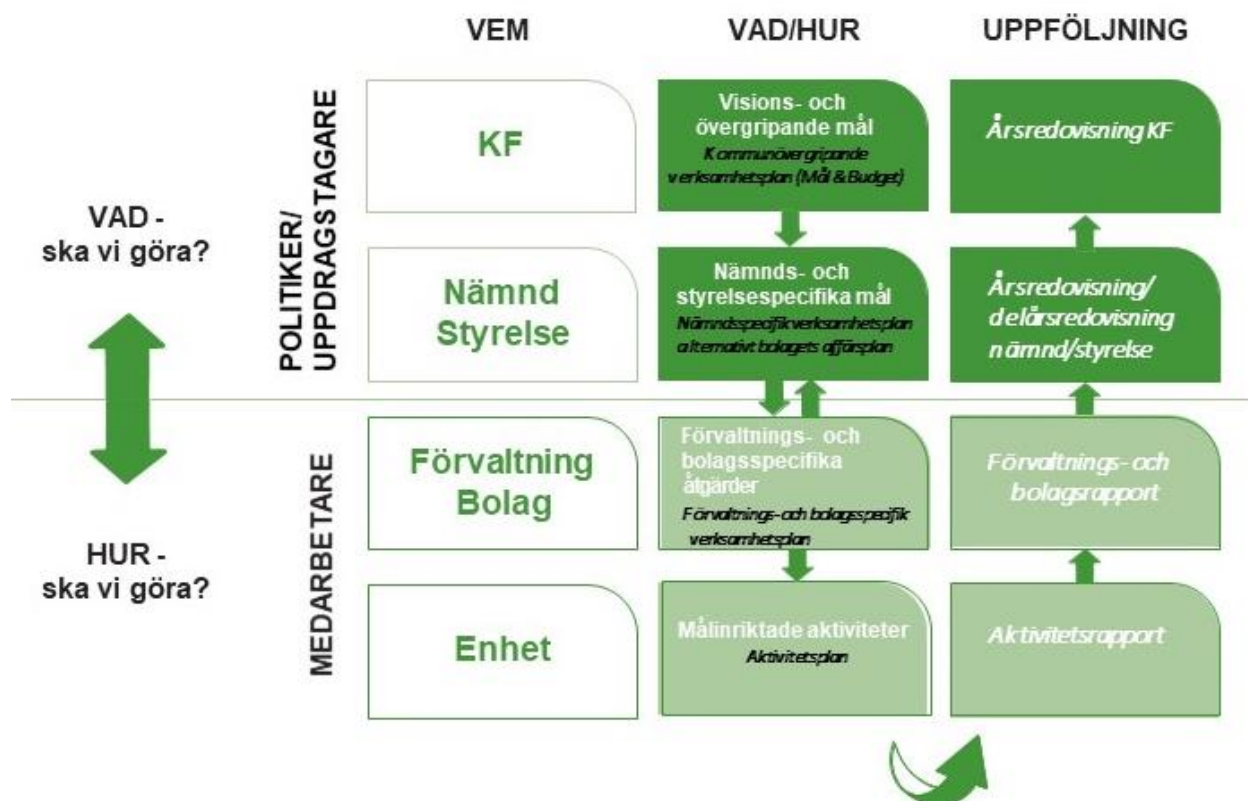 VEM
VAD/HUR
UPPFÖLJNING
VAD -
ska vi göra?
HUR -
ska vi göra?
POLITIKER/
UPPDRAGSTAGARE
KF
Visions- och
övergripande mål
Kommunövergripande
verksamhetsplan (Mål & Budget)
Årsredovisning KF
Nämnd
Styrelse
Nämnds- och
styrelsespecifika mål
Nämndsspecifik verksamhetsplan
alternativt bolagets affärsplan
Årsredovisning/
delårsredovisning
nämnd/styrelse
MEDARBETARE
Förvaltning
Bolag
Förvaltnings- och
bolagsspecifika
åtgärder
Förvaltnings- och bolagsspecifik
verksamhetsplan
Förvaltnings- och
bolagsrapport
Enhet
Målinriktade aktiviteter
Aktivitetsplan
Aktivitetsrapport